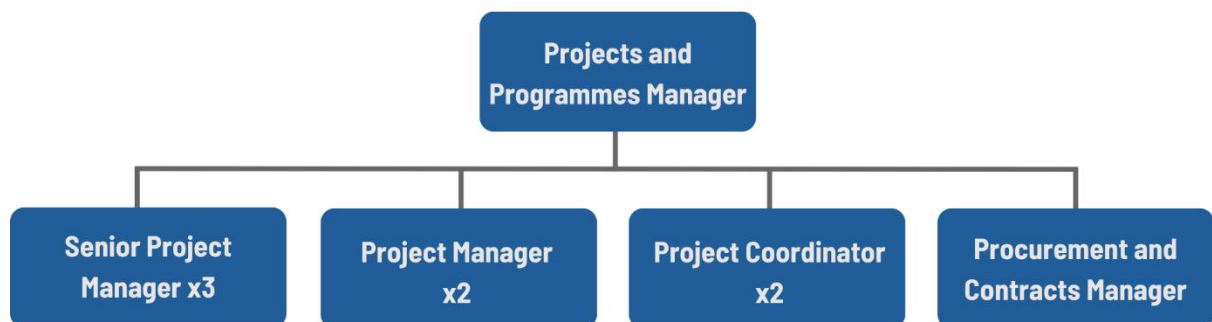 Projects and
Programmes Manager
Senior Project
Manager x3
Project Manager
x2
Project Coordinator
x2
Procurement and
Contracts Manager